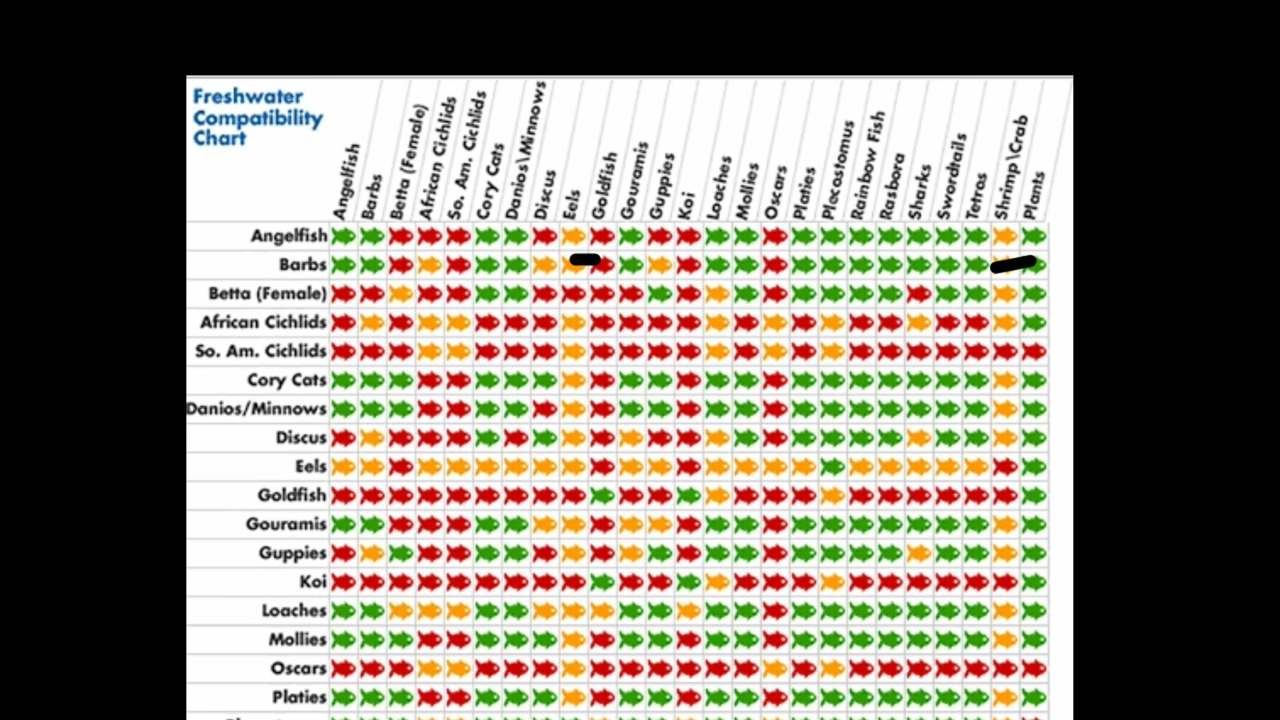 Freshwater
Compatibility
Chart
Angelfish
Barbs
Betta (Female)
African Cichlids
So. Am. Cichlids
Cory Cats
Danios\Minnows
Discus
Eels
Goldfish
Gouramis
Guppies
Koi
Loaches
Mollies
Oscars
Platies
Plecostomus
Rainbow Fish
Rasbora
Sharks
Swordtails
Tetras
Shrimp\Crab
Plants
Angelfish
Barbs
Betta (Female)
African Cichlids
So. Am. Cichlids
Cory Cats
Danios/Minnows
Discus
Eels
Goldfish
Gouramis
Guppies
Koi
Loaches
Mollies
Oscars
Platies